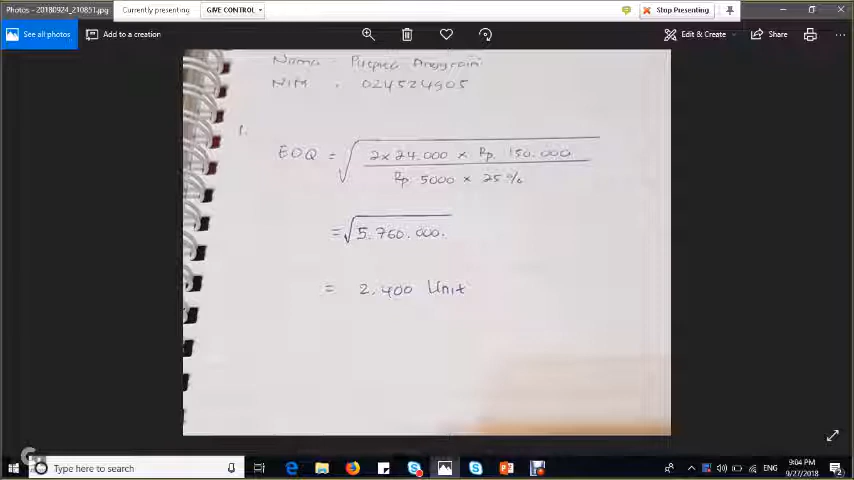 Photos - 20180924_210851.jpg
Currently presenting
GIVE CONTROL
Stop Presenting
See all photos
Add to a creation
Edit & Create
Share
Nama
NIM . 024524905
1.
EOQ = √ 2 x 24.000 x Rp. 150.000
Rp. 5000 x 25%
= √ 5.760.000.
= 2.400 Unit
Type here to search
ENG
9:04 PM
9/27/2018